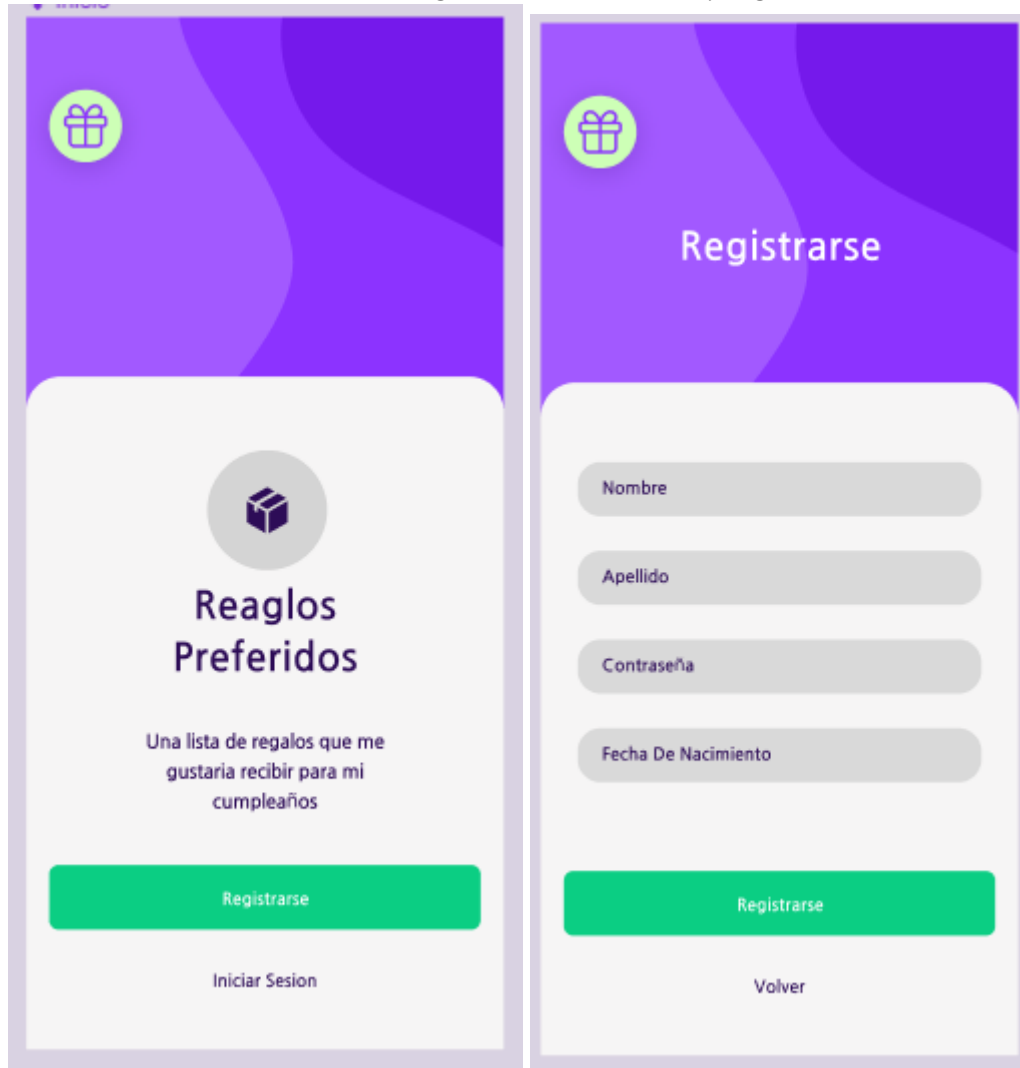 Inicio
Reaglos
Preferidos
Una lista de regalos que me
gustaria recibir para mi
cumpleaños
Registrarse
Iniciar Sesion
Registrarse
Nombre
Apellido
Contraseña
Fecha De Nacimiento
Registrarse
Volver